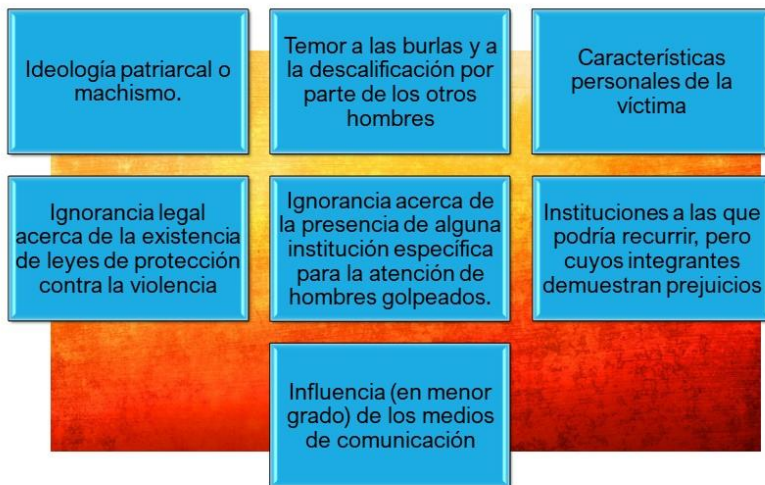 Ideología patriarcal o
machismo.
Temor a las burlas y a
la descalificación por
parte de los otros
hombres
Características
personales de la
víctima
Ignorancia legal
acerca de la existencia
de leyes de protección
contra la violencia
Ignorancia acerca de
la presencia de alguna
institución específica
para la atención de
hombres golpeados.
Instituciones a las que
podría recurrir, pero
cuyos integrantes
demuestran prejuicios
Influencia (en menor
grado) de los medios
de comunicación